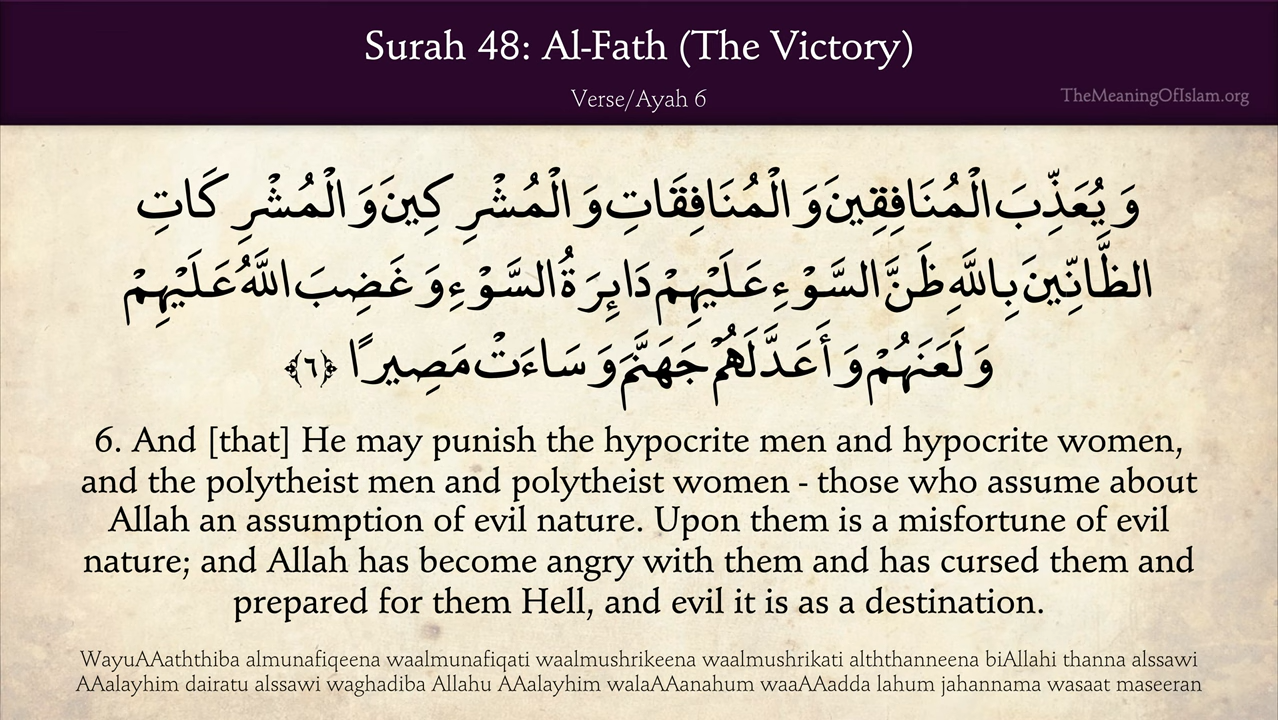 Surah 48: Al-Fath (The Victory)
Verse/Ayah 6
TheMeaningOfIslam.org
وَيُعَذِّبَ الْمُنَافِقِينَ وَالْمُنَافِقَاتِ وَالْمُشْرِكِينَ وَالْمُشْرِكَاتِ
الظَّانِّينَ بِاللَّهِ ظَنَّ السَّوْءِ عَلَيْهِمْ دَايِٕرَةُ السَّوْءِ وَغَضِبَ اللَّهُ عَلَيْهِمْ
وَلَعَنَهُمْ وَأَعَدَّ لَهُمْ جَهَنَّمَ وَسَاءَتْ مَصِيرًا ﴿٦﴾
6. And [that] He may punish the hypocrite men and hypocrite women,
and the polytheist men and polytheist women - those who assume about
Allah an assumption of evil nature. Upon them is a misfortune of evil
nature; and Allah has become angry with them and has cursed them and
prepared for them Hell, and evil it is as a destination.
WayuAAaththiba almunafiqeena waalmunafiqati waalmushrikeena waalmushrikati alththanneena biAllahi thanna alssawi
AAalayhim dairatu alssawi waghadiba Allahu AAalayhim walaAAanahum waaAAadda lahum jahannama wasaat maseeran